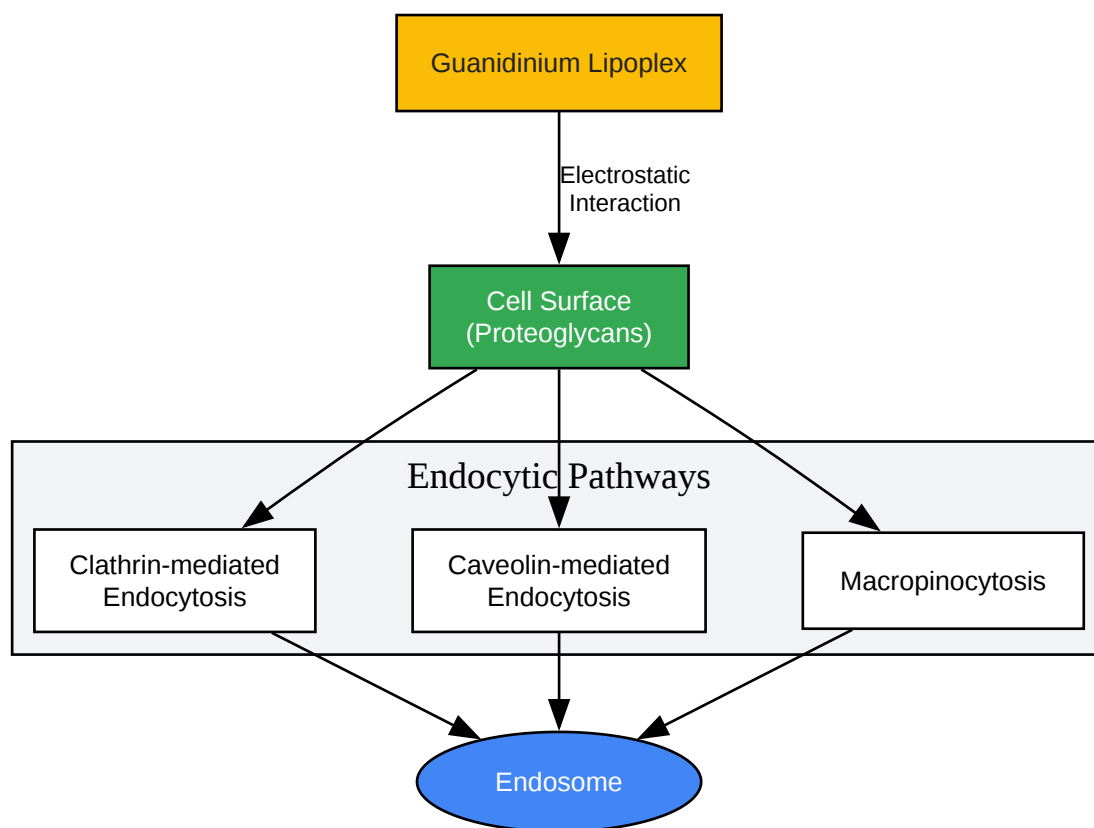 Guanidinium Lipoplex
Electrostatic
Interaction
Cell Surface
(Proteoglycans)
Endocytic Pathways
Clathrin-mediated
Endocytosis
Caveolin-mediated
Endocytosis
Macropinocytosis
Endosome